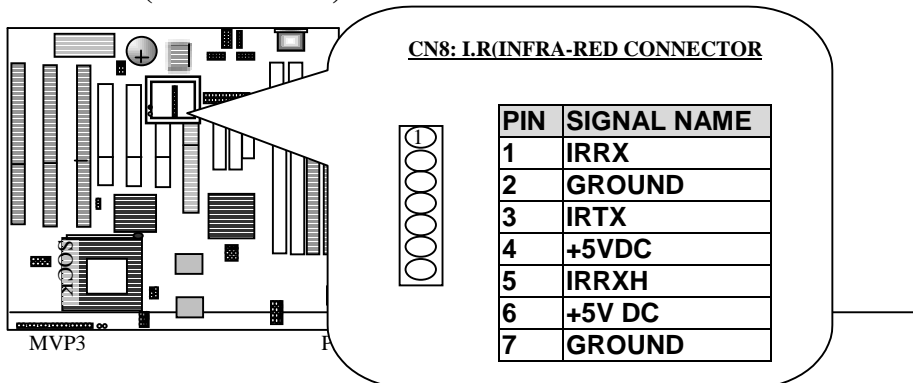 CN8: I.R(INFRA-RED CONNECTOR
PIN SIGNAL NAME
1 IRRX
2 GROUND
3 IRTX
4 +5VDC
5 IRRXH
6 +5V DC
7 GROUND
1
+
SOCK
MVP3
P